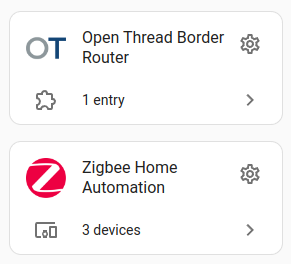 OT
Open Thread Border
Router
1 entry
Zigbee Home
Automation
3 devices